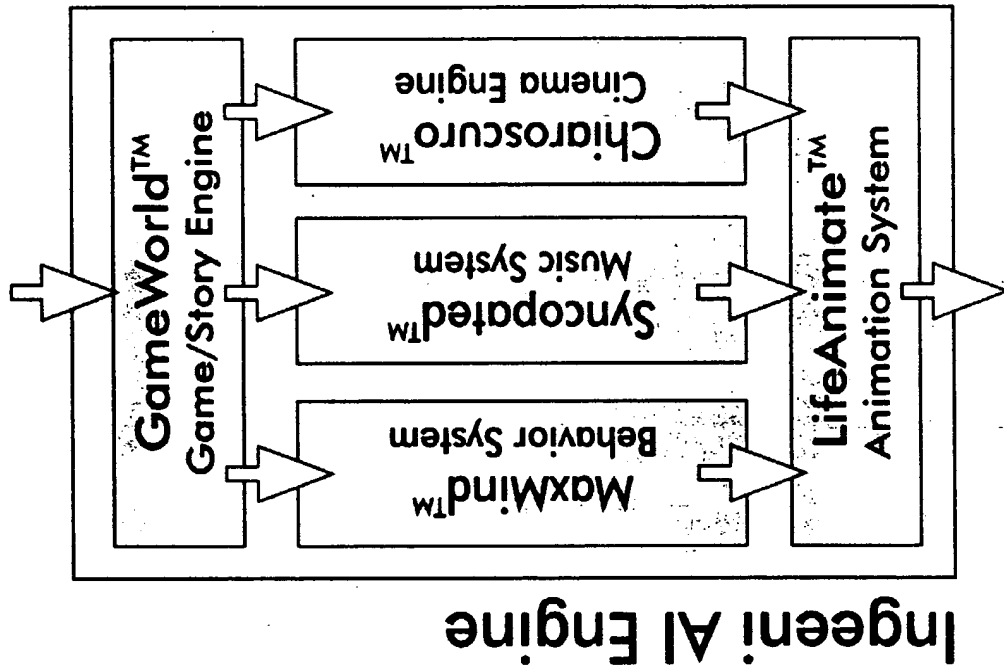 Ingeeni AI Engine
GameWorld™
Game/Story Engine
MaxMind™
Behavior System
Syncopated™
Music System
Chiaroscuro™
Cinema Engine
LifeAnimate™
Animation System